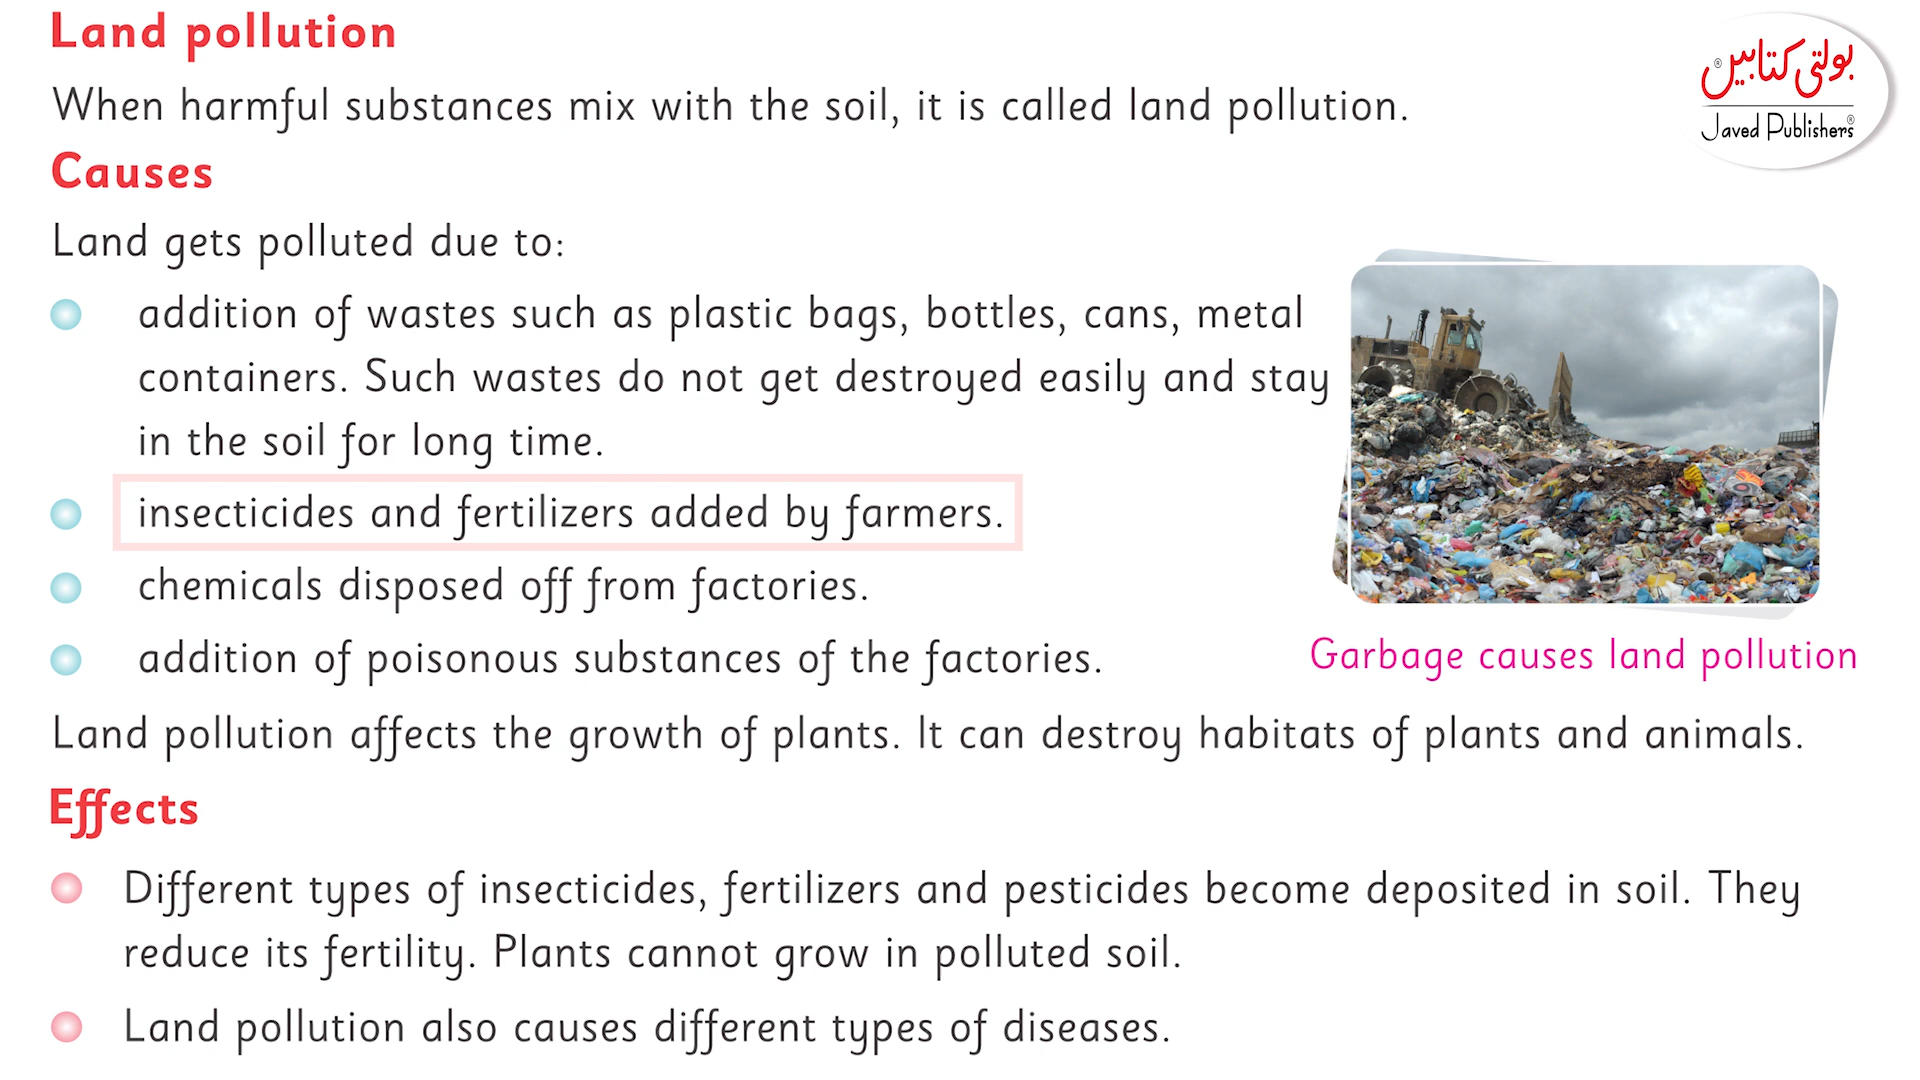 Land pollution
بولتی کتابیں®
Javed Publishers®
When harmful substances mix with the soil, it is called land pollution.
Causes
Land gets polluted due to:
addition of wastes such as plastic bags, bottles, cans, metal
containers. Such wastes do not get destroyed easily and stay
in the soil for long time.
insecticides and fertilizers added by farmers.
chemicals disposed off from factories.
addition of poisonous substances of the factories.
Garbage causes land pollution
Land pollution affects the growth of plants. It can destroy habitats of plants and animals.
Effects
Different types of insecticides, fertilizers and pesticides become deposited in soil. They
reduce its fertility. Plants cannot grow in polluted soil.
Land pollution also causes different types of diseases.